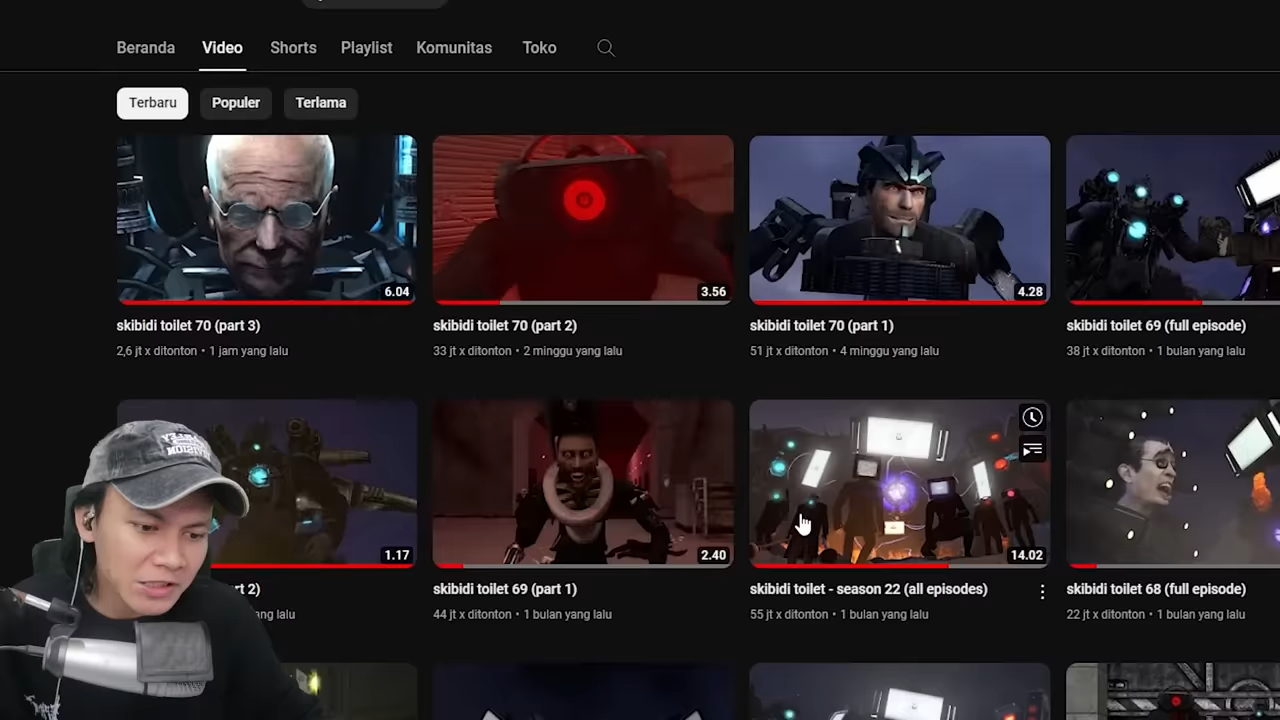 Beranda Video Shorts Playlist Komunitas Toko
Terbaru Populer Terlama
6.04 3.56 4.28
skibidi toilet 70 (part 3) skibidi toilet 70 (part 2) skibidi toilet 70 (part 1) skibidi toilet 69 (full episode)
2,6 jt x ditonton • 1 jam yang lalu 33 jt x ditonton • 2 minggu yang lalu 51 jt x ditonton • 4 minggu yang lalu 38 jt x ditonton • 1 bulan yang lalu
1.17 2.40 14.02
rt 2) skibidi toilet 69 (part 1) skibidi toilet - season 22 (all episodes) skibidi toilet 68 (full episode)
ang lalu 44 jt x ditonton • 1 bulan yang lalu 55 jt x ditonton • 1 bulan yang lalu 22 jt x ditonton • 1 bulan yang lalu